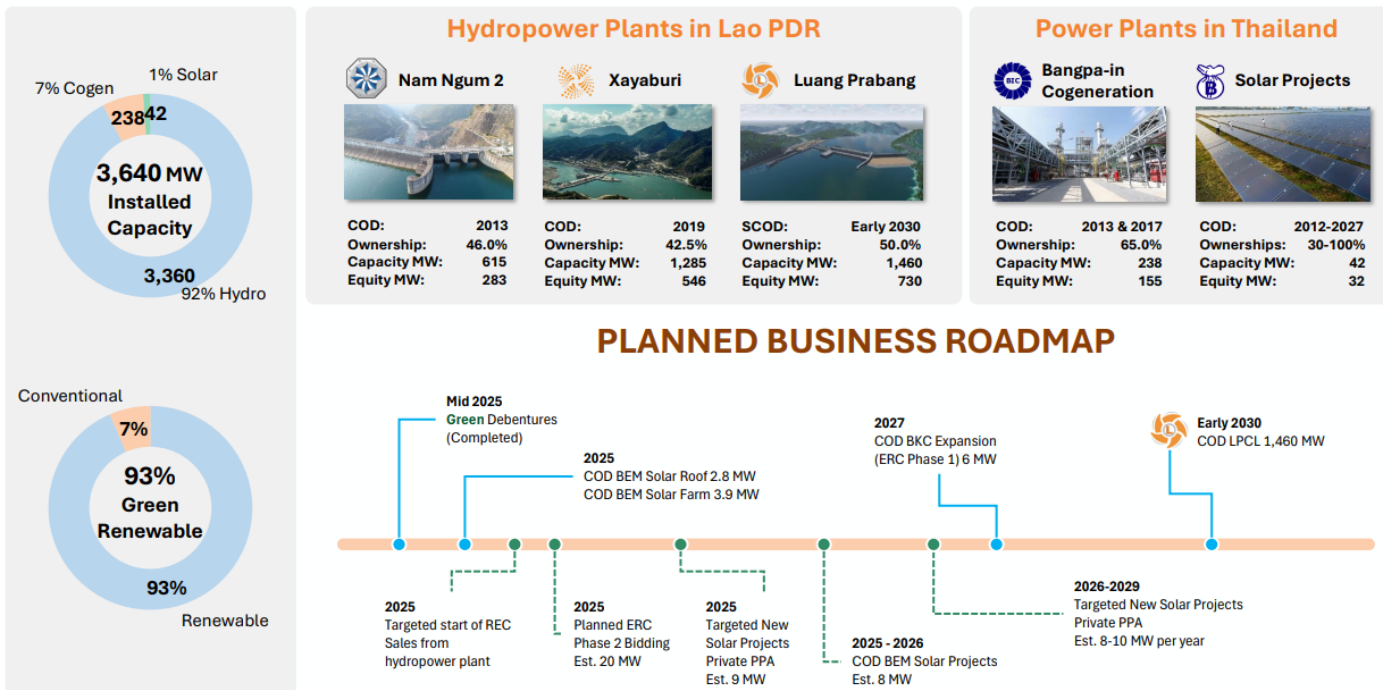 7% Cogen
1% Solar
238
42
3,640 MW
Installed
Capacity
3,360
92% Hydro
Conventional
7%
93%
Green
Renewable
93%
Renewable
Hydropower Plants in Lao PDR
Nam Ngum 2
COD: 2013
Ownership: 46.0%
Capacity MW: 615
Equity MW: 283
Xayaburi
COD: 2019
Ownership: 42.5%
Capacity MW: 1,285
Equity MW: 546
L
Luang Prabang
SCOD: Early 2030
Ownership: 50.0%
Capacity MW: 1,460
Equity MW: 730
Power Plants in Thailand
BIC
Bangpa-in
Cogeneration
COD: 2013 & 2017
Ownership: 65.0%
Capacity MW: 238
Equity MW: 155
B
Solar Projects
COD: 2012-2027
Ownerships: 30-100%
Capacity MW: 42
Equity MW: 32
PLANNED BUSINESS ROADMAP
Mid 2025
Green Debentures
(Completed)
2025
COD BEM Solar Roof 2.8 MW
COD BEM Solar Farm 3.9 MW
2027
COD BKC Expansion
(ERC Phase 1) 6 MW
L
Early 2030
COD LPCL 1,460 MW
2025
Targeted start of REC
Sales from
hydropower plant
2025
Planned ERC
Phase 2 Bidding
Est. 20 MW
2025
Targeted New
Solar Projects
Private PPA
Est. 9 MW
2025 - 2026
COD BEM Solar Projects
Est. 8 MW
2026-2029
Targeted New Solar Projects
Private PPA
Est. 8-10 MW per year